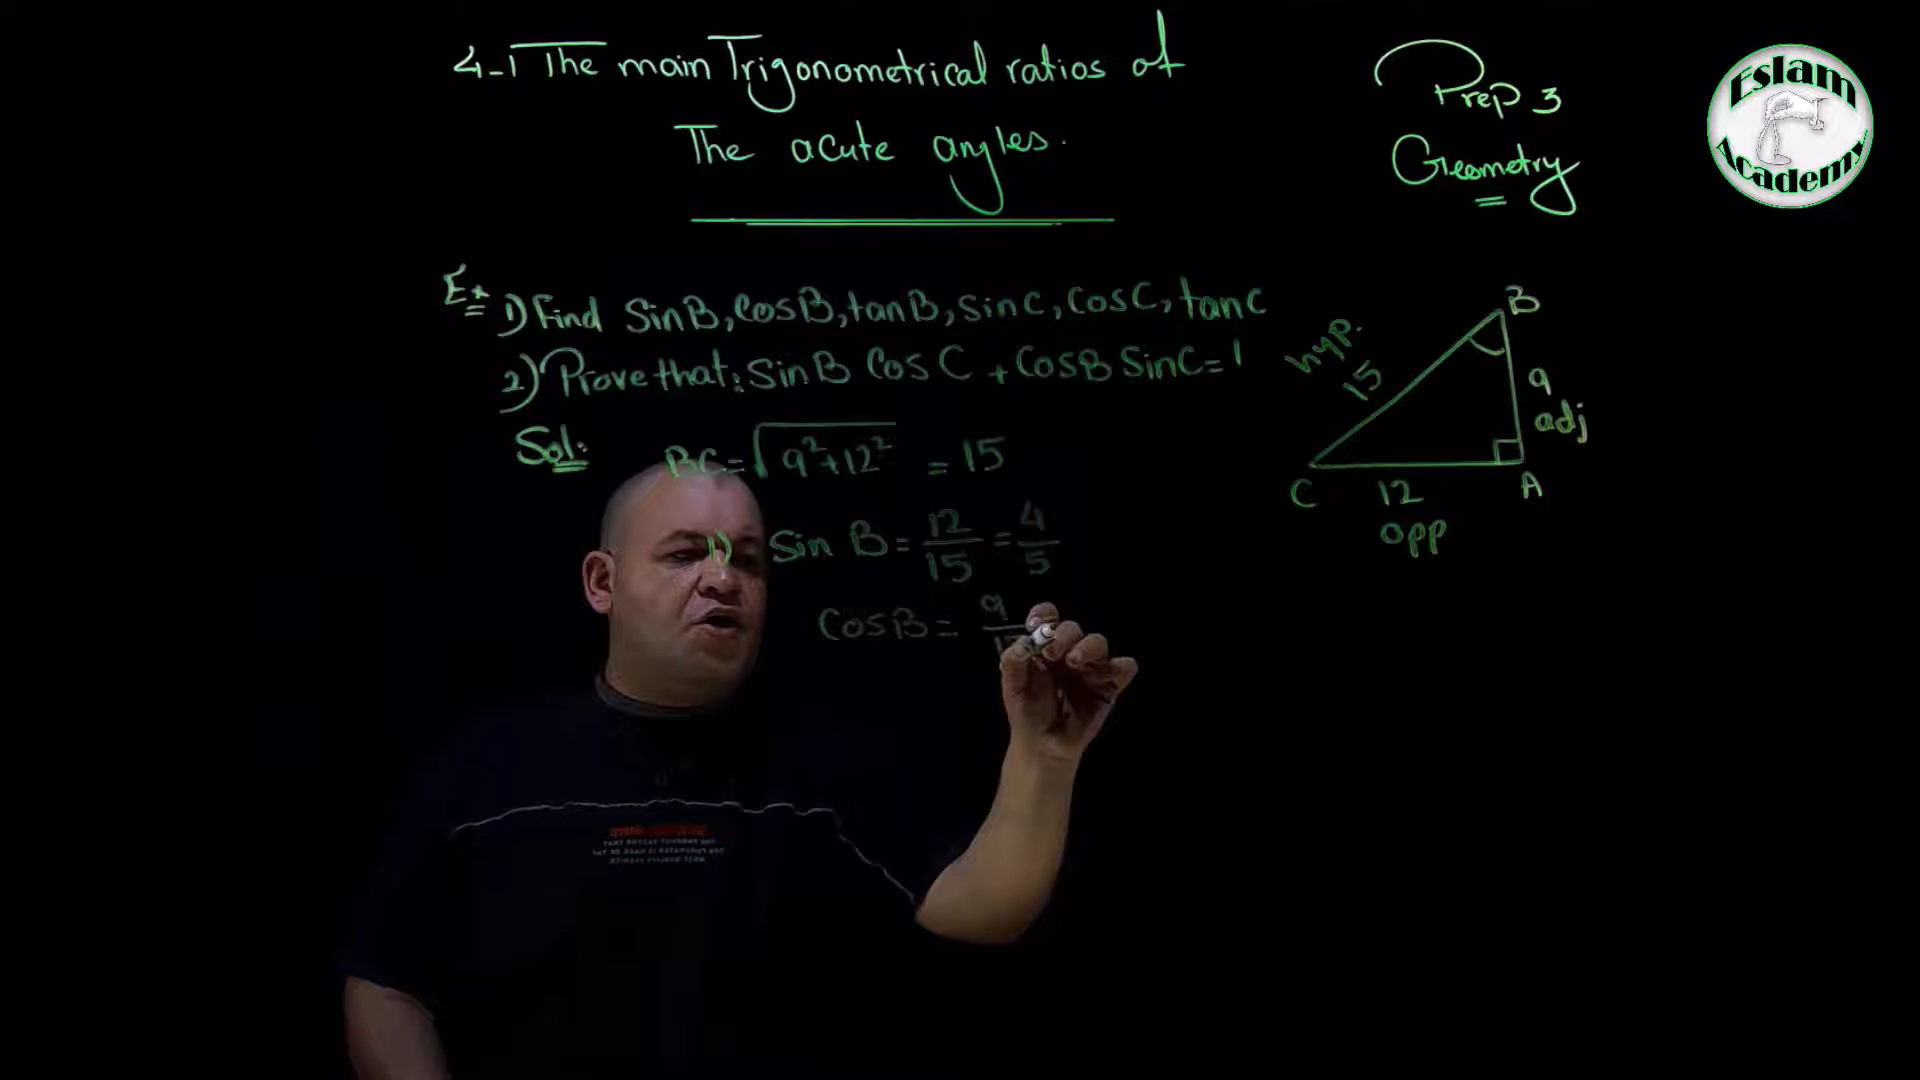 4-1 The main Trigonometrical ratios of
The acute angles.
Prep 3
Geometry
Eslam
Academy
Ex 1) Find sinB, cosB, tanB, sinC, cosC, tanC
2) Prove that: sinB cosC + cosB sinC = 1
Sol: BC = √9²+12² = 15
1) Sin B = 12/15 = 4/5
cosB = 9
hyp.
15
B
9
adj
C
12
A
opp